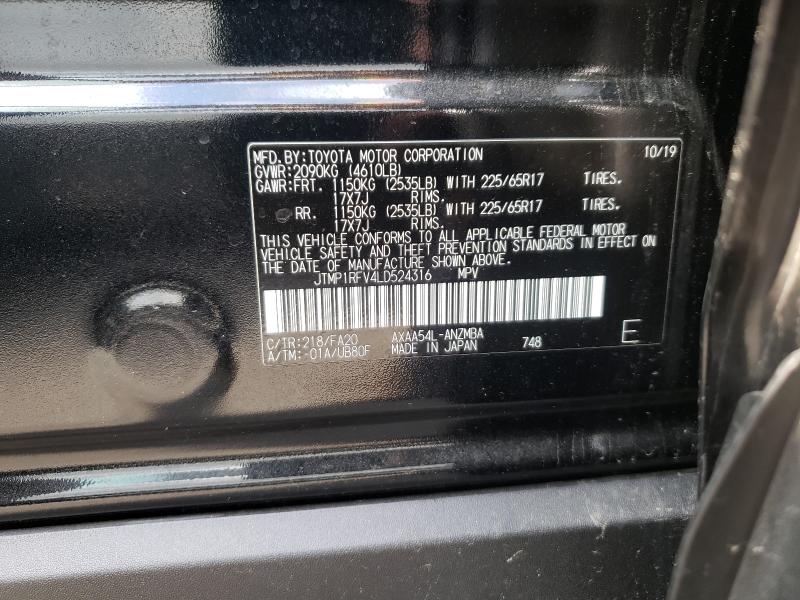 MFD.BY:TOYOTA MOTOR CORPORATION 10/19
GVWR:2090KG (4610LB)
GAWR:FRT. 1150KG (2535LB) WITH 225/65R17 TIRES.
17X7J RIMS.
RR. 1150KG (2535LB) WITH 225/65R17 TIRES.
17X7J RIMS.
THIS VEHICLE CONFORMS TO ALL APPLICABLE FEDERAL MOTOR
VEHICLE SAFETY AND THEFT PREVENTION STANDARDS IN EFFECT ON
THE DATE OF MANUFACTURE SHOWN ABOVE.
JTMP1RFV4LD524316 MPV
C/TR:218/FA20 AXAA54L-ANZMBA
A/TM:-01A/UB80F MADE IN JAPAN 748 E